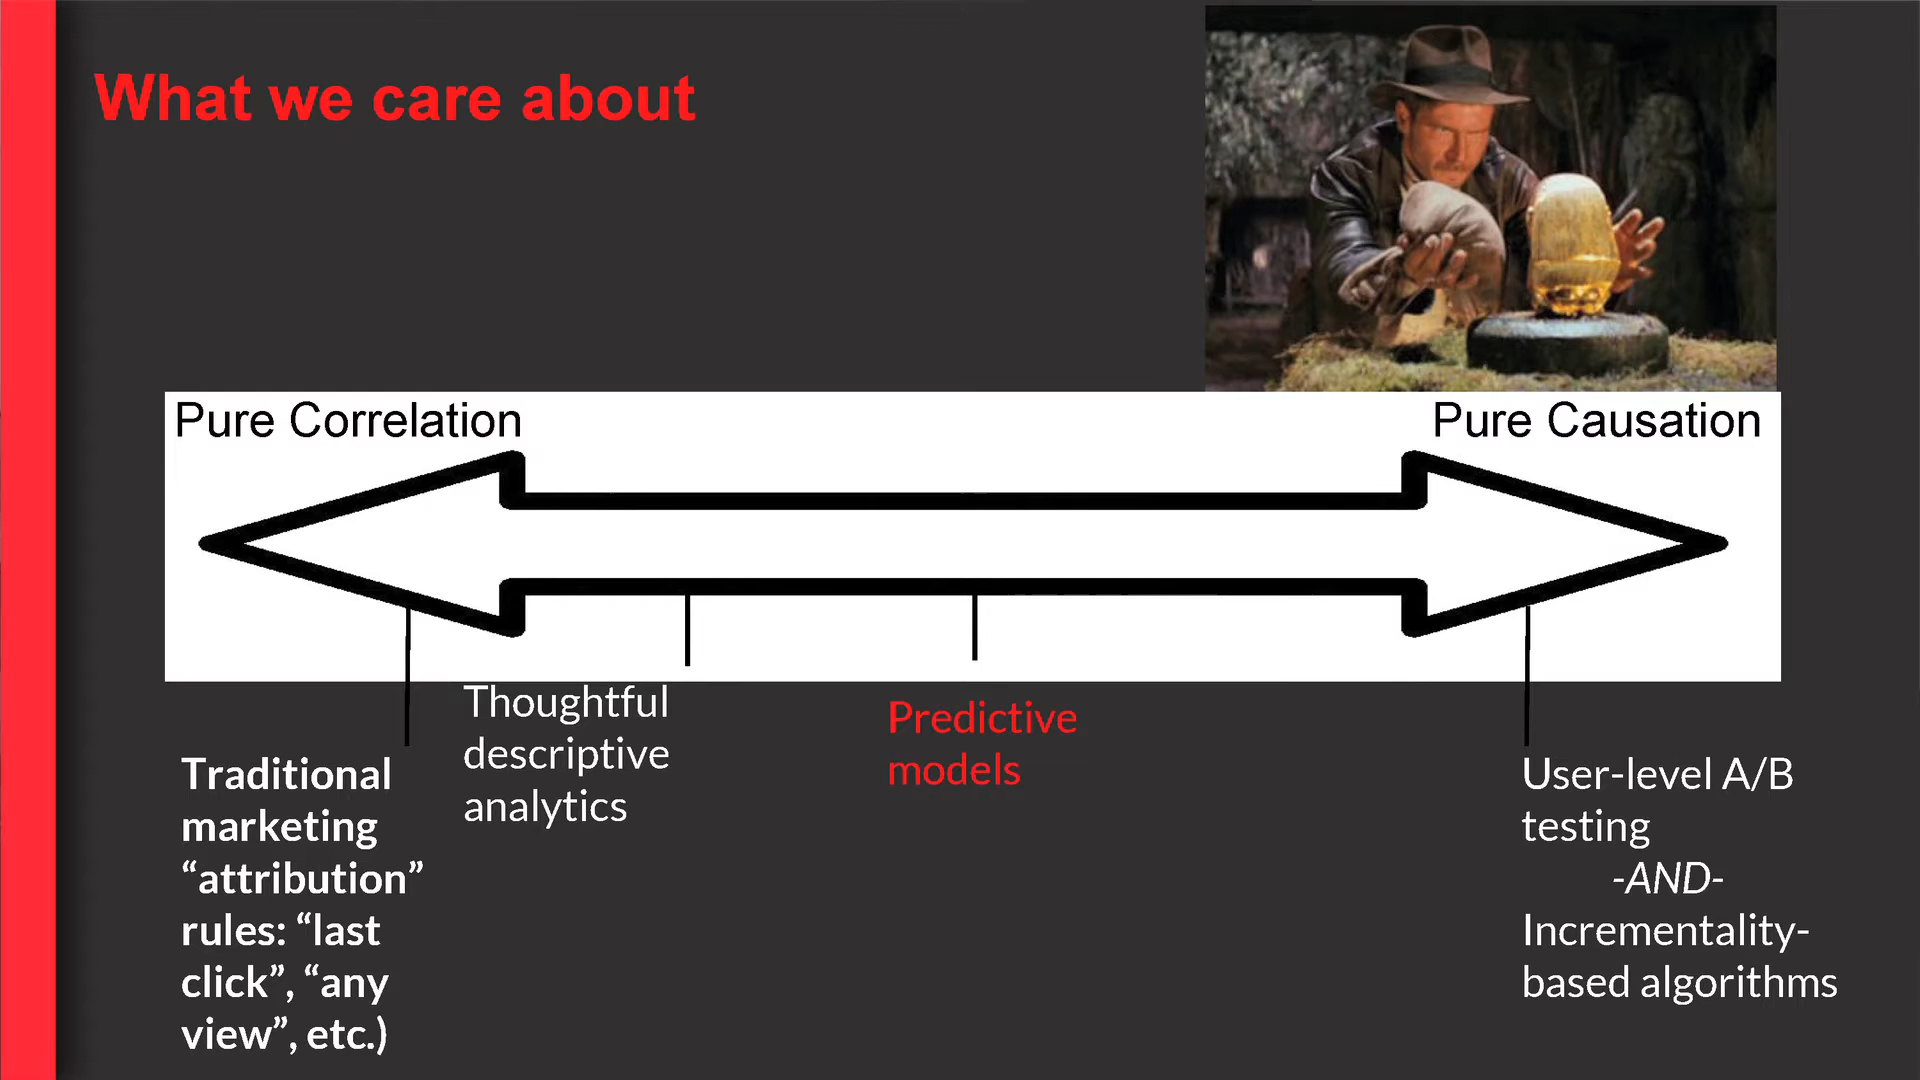 What we care about
Pure Correlation
Pure Causation
Thoughtful
descriptive
analytics
Predictive
models
Traditional
marketing
“attribution”
rules: “last
click”, “any
view”, etc.)
User-level A/B
testing
-AND-
Incrementality-
based algorithms